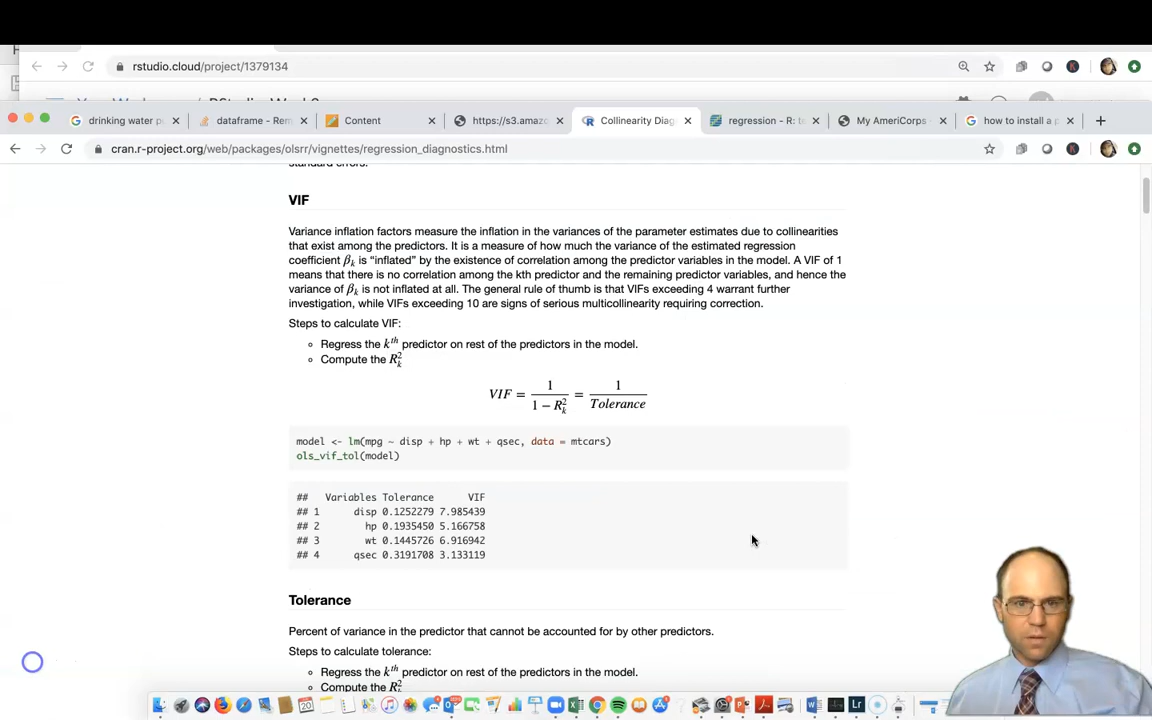 rstudio.cloud/project/1379134
drinking water p
dataframe - Rem
Content
https://s3.amazo
Collinearity Diag
regression - R: t
My AmeriCorps -
how to install a p
cran.r-project.org/web/packages/olsrr/vignettes/regression_diagnostics.html
standard errors.
VIF
Variance inflation factors measure the inflation in the variances of the parameter estimates due to collinearities
that exist among the predictors. It is a measure of how much the variance of the estimated regression
coefficient βk is “inflated” by the existence of correlation among the predictor variables in the model. A VIF of 1
means that there is no correlation among the kth predictor and the remaining predictor variables, and hence the
variance of βk is not inflated at all. The general rule of thumb is that VIFs exceeding 4 warrant further
investigation, while VIFs exceeding 10 are signs of serious multicollinearity requiring correction.
Steps to calculate VIF:
Regress the k^th predictor on rest of the predictors in the model.
Compute the R²k
VIF = 1 / (1 − R²k) = 1 / Tolerance
model <- lm(mpg ~ disp + hp + wt + qsec, data = mtcars)
ols_vif_tol(model)
## Variables Tolerance VIF
## 1 disp 0.1252279 7.985439
## 2 hp 0.1935450 5.166758
## 3 wt 0.1445726 6.916942
## 4 qsec 0.3191708 3.133119
Tolerance
Percent of variance in the predictor that cannot be accounted for by other predictors.
Steps to calculate tolerance:
Regress the k^th predictor on rest of the predictors in the model.
Compute the R²k